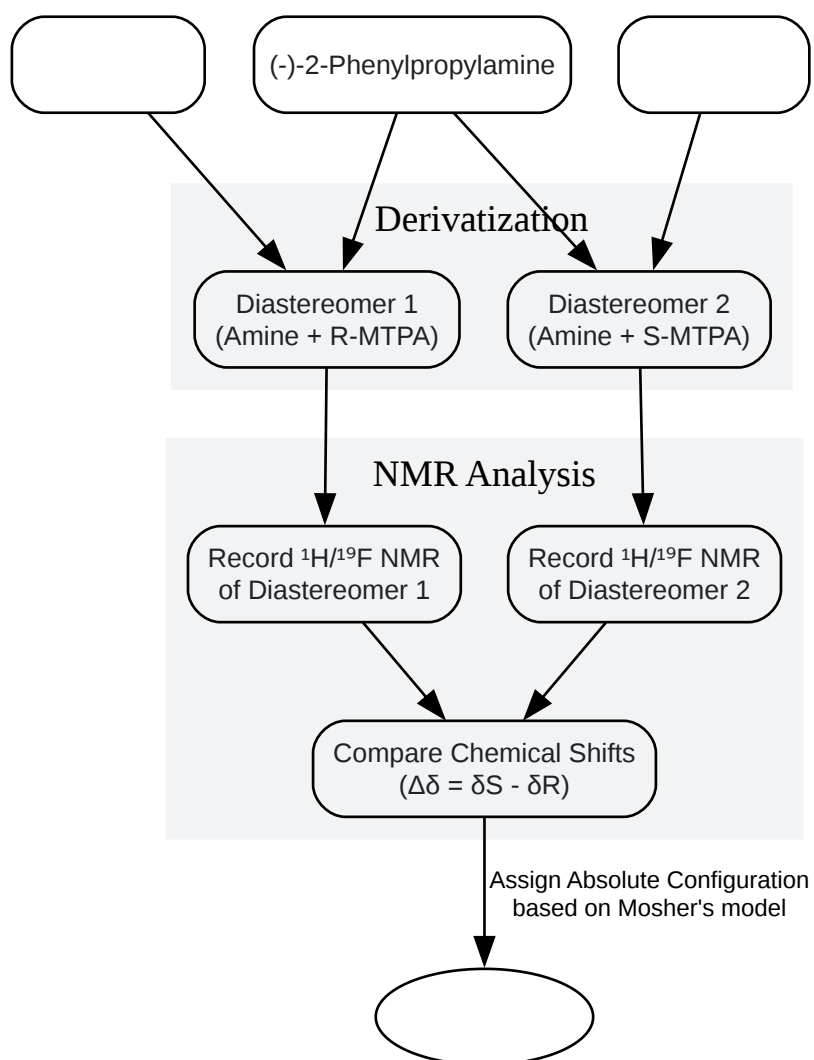 (-)-2-Phenylpropylamine
Derivatization
Diastereomer 1
(Amine + R-MTPA)
Diastereomer 2
(Amine + S-MTPA)
NMR Analysis
Record ¹H/¹⁹F NMR
of Diastereomer 1
Record ¹H/¹⁹F NMR
of Diastereomer 2
Compare Chemical Shifts
(Δδ = δS - δR)
Assign Absolute Configuration
based on Mosher's model